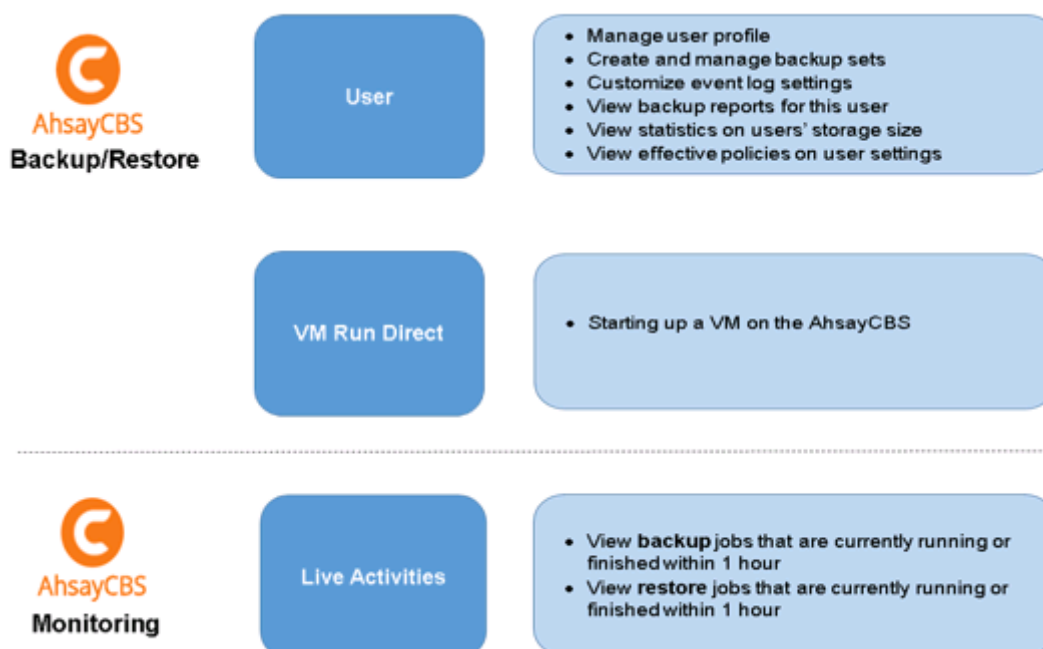 AhsayCBS
Backup/Restore
User
• Manage user profile
• Create and manage backup sets
• Customize event log settings
• View backup reports for this user
• View statistics on users' storage size
• View effective policies on user settings
VM Run Direct
• Starting up a VM on the AhsayCBS
AhsayCBS
Monitoring
Live Activities
• View backup jobs that are currently running or
finished within 1 hour
• View restore jobs that are currently running or
finished within 1 hour